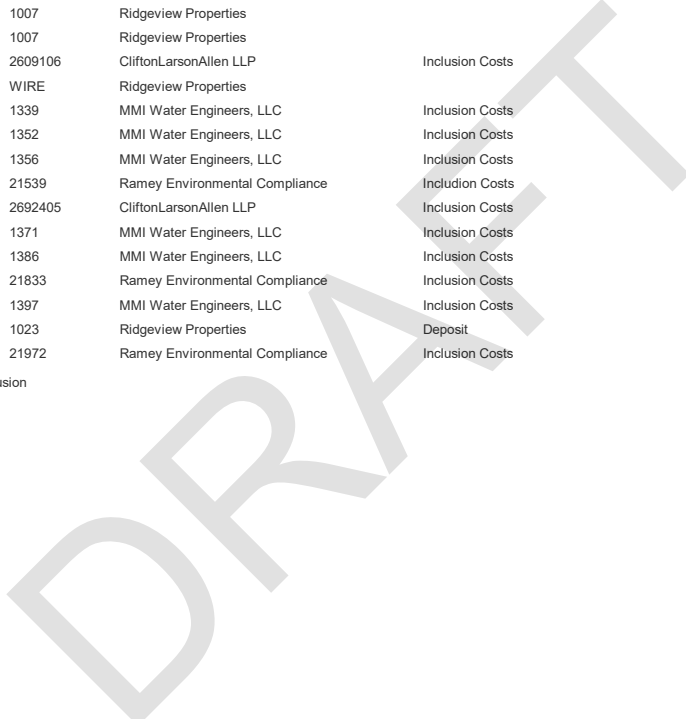 1007 Ridgeview Properties
1007 Ridgeview Properties
2609106 CliftonLarsonAllen LLP Inclusion Costs
WIRE Ridgeview Properties
1339 MMI Water Engineers, LLC Inclusion Costs
1352 MMI Water Engineers, LLC Inclusion Costs
1356 MMI Water Engineers, LLC Inclusion Costs
21539 Ramey Environmental Compliance Includion Costs
2692405 CliftonLarsonAllen LLP Inclusion Costs
1371 MMI Water Engineers, LLC Inclusion Costs
1386 MMI Water Engineers, LLC Inclusion Costs
21833 Ramey Environmental Compliance Inclusion Costs
1397 MMI Water Engineers, LLC Inclusion Costs
1023 Ridgeview Properties Deposit
21972 Ramey Environmental Compliance Inclusion Costs
usion
DRAFT